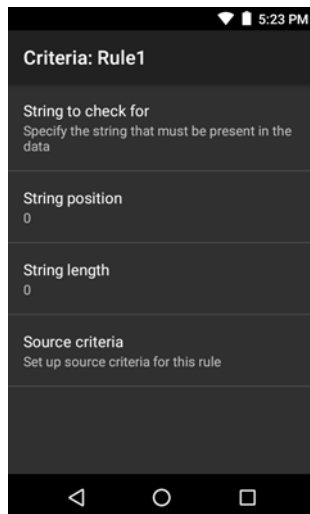 5:23 PM
Criteria: Rule1
String to check for
Specify the string that must be present in the
data
String position
0
String length
0
Source criteria
Set up source criteria for this rule